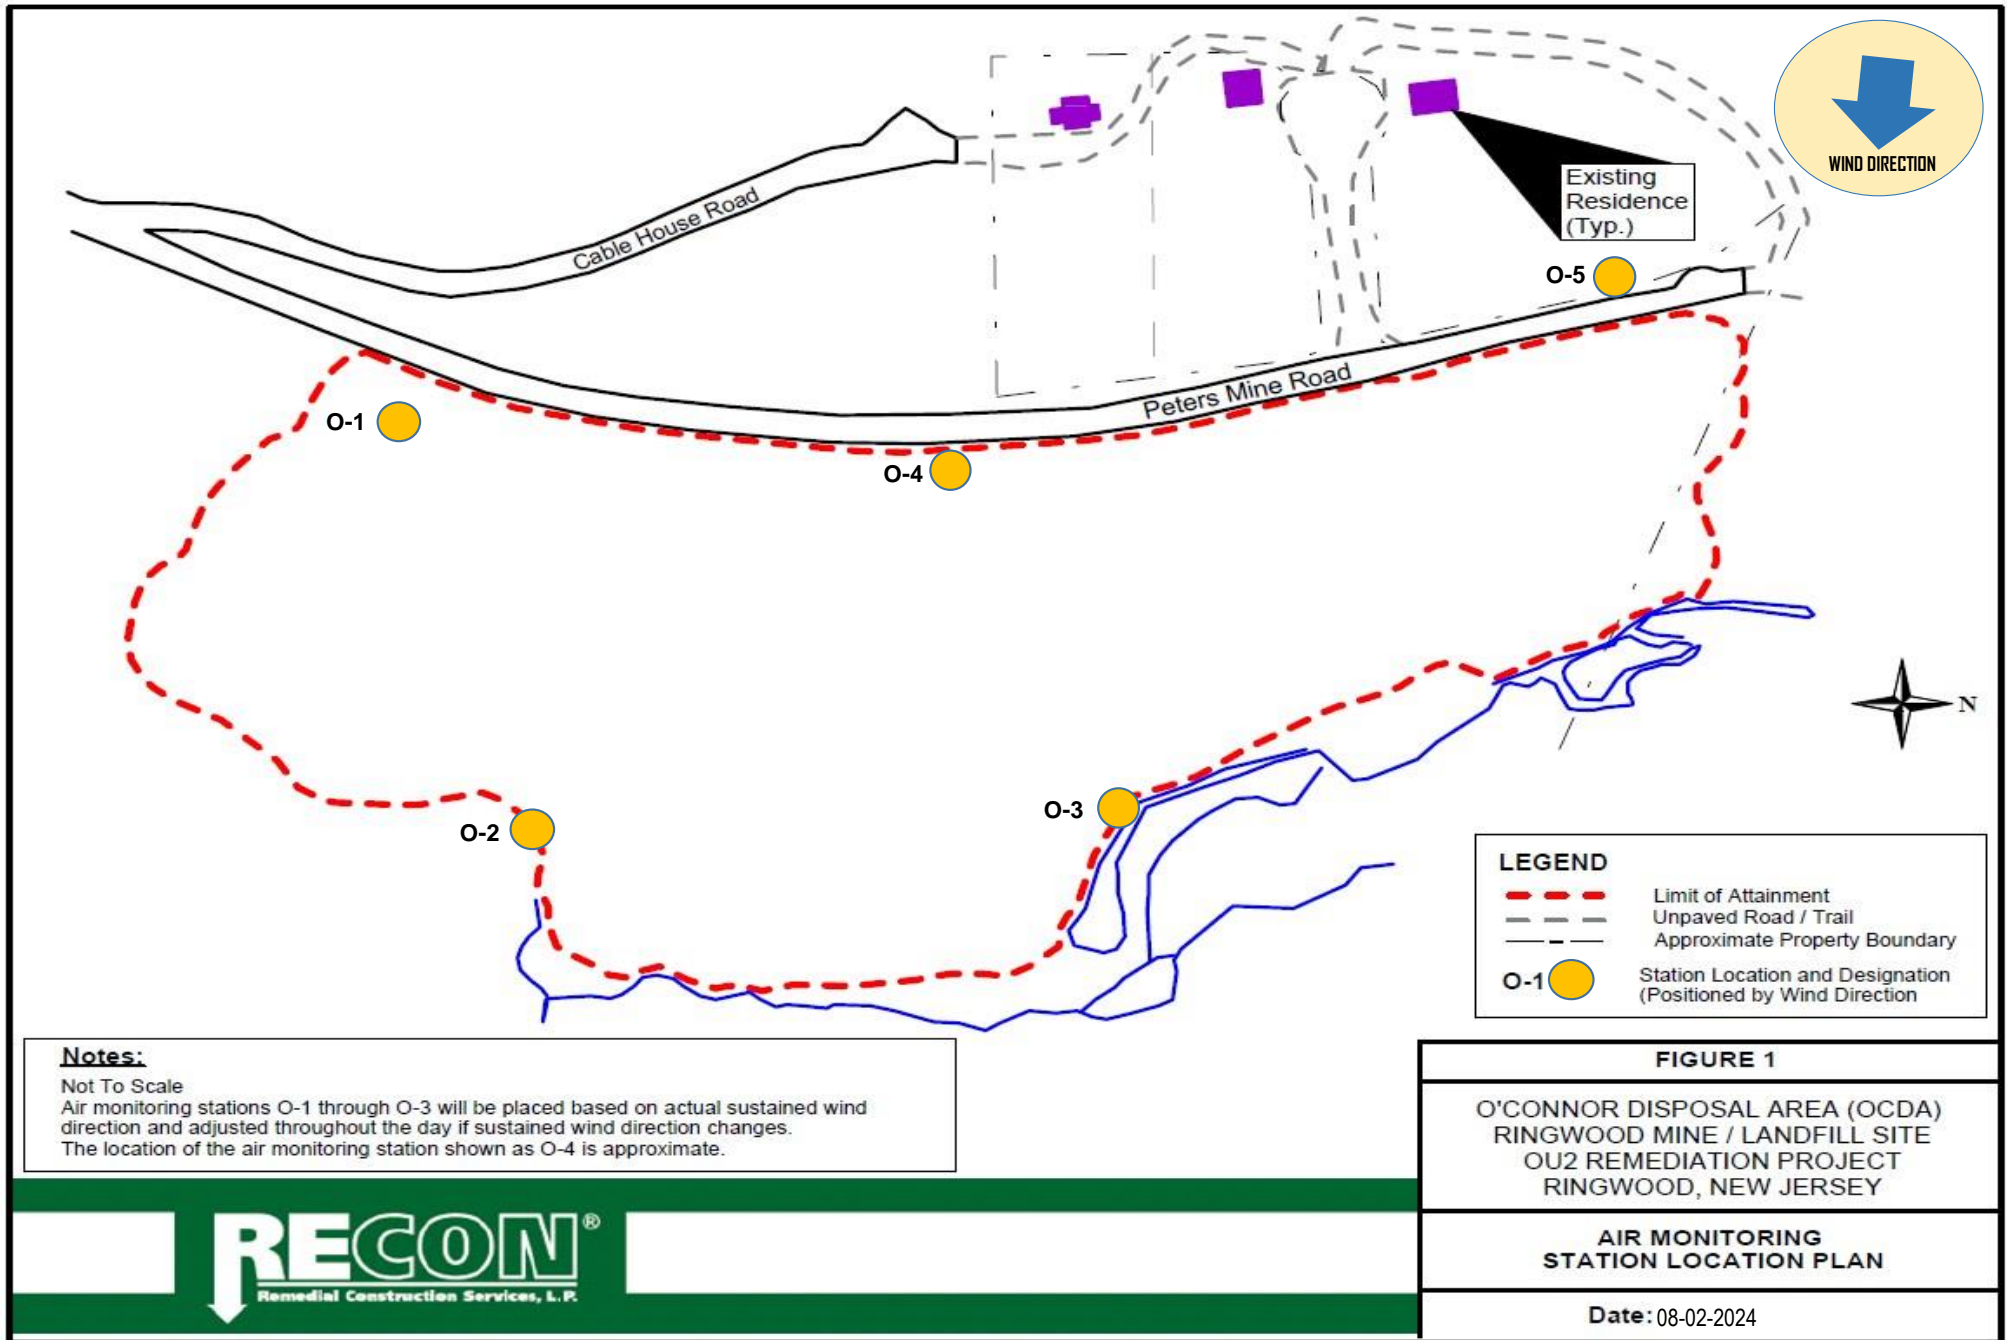 WIND DIRECTION
Existing
Residence
(Typ.)
Cable House Road
O-5
Peters Mine Road
O-1
O-4
N
O-3
O-2
LEGEND
Limit of Attainment
Unpaved Road / Trail
Approximate Property Boundary
O-1
Station Location and Designation
(Positioned by Wind Direction
Notes:
Not To Scale
Air monitoring stations O-1 through O-3 will be placed based on actual sustained wind
direction and adjusted throughout the day if sustained wind direction changes.
The location of the air monitoring station shown as O-4 is approximate.
FIGURE 1
O'CONNOR DISPOSAL AREA (OCDA)
RINGWOOD MINE / LANDFILL SITE
OU2 REMEDIATION PROJECT
RINGWOOD, NEW JERSEY
AIR MONITORING
STATION LOCATION PLAN
Date: 08-02-2024
RECON®
Remedial Construction Services, L.P.